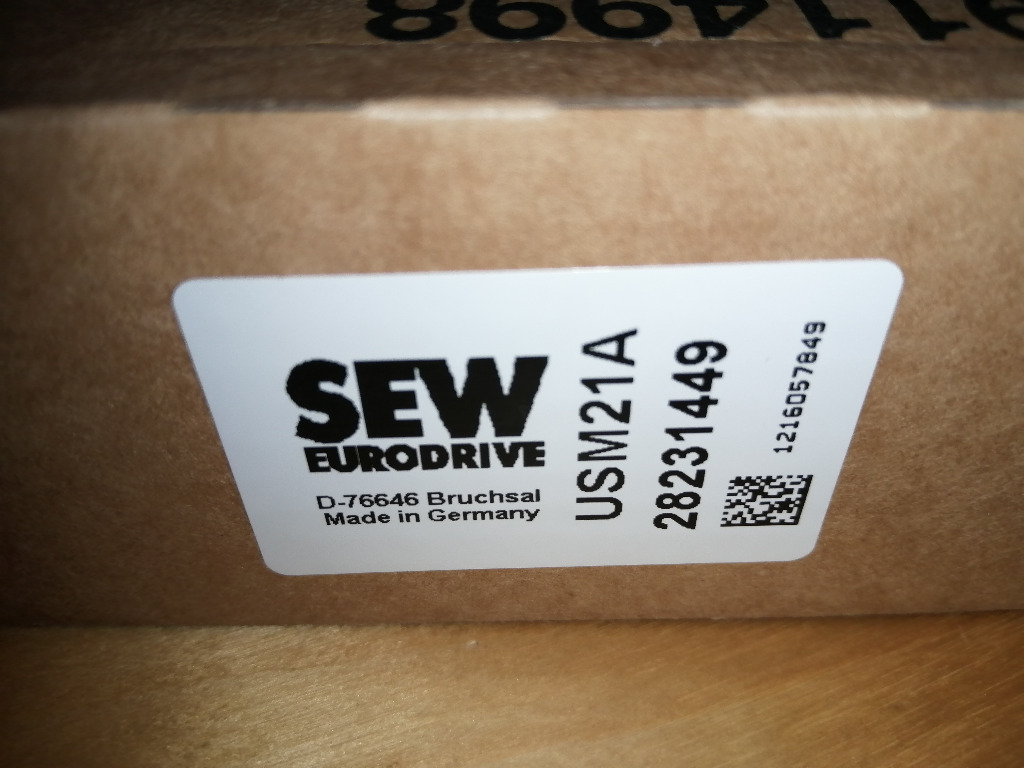 SEW
EURODRIVE
D-76646 Bruchsal
Made in Germany
USM21A
28231449
1216057849